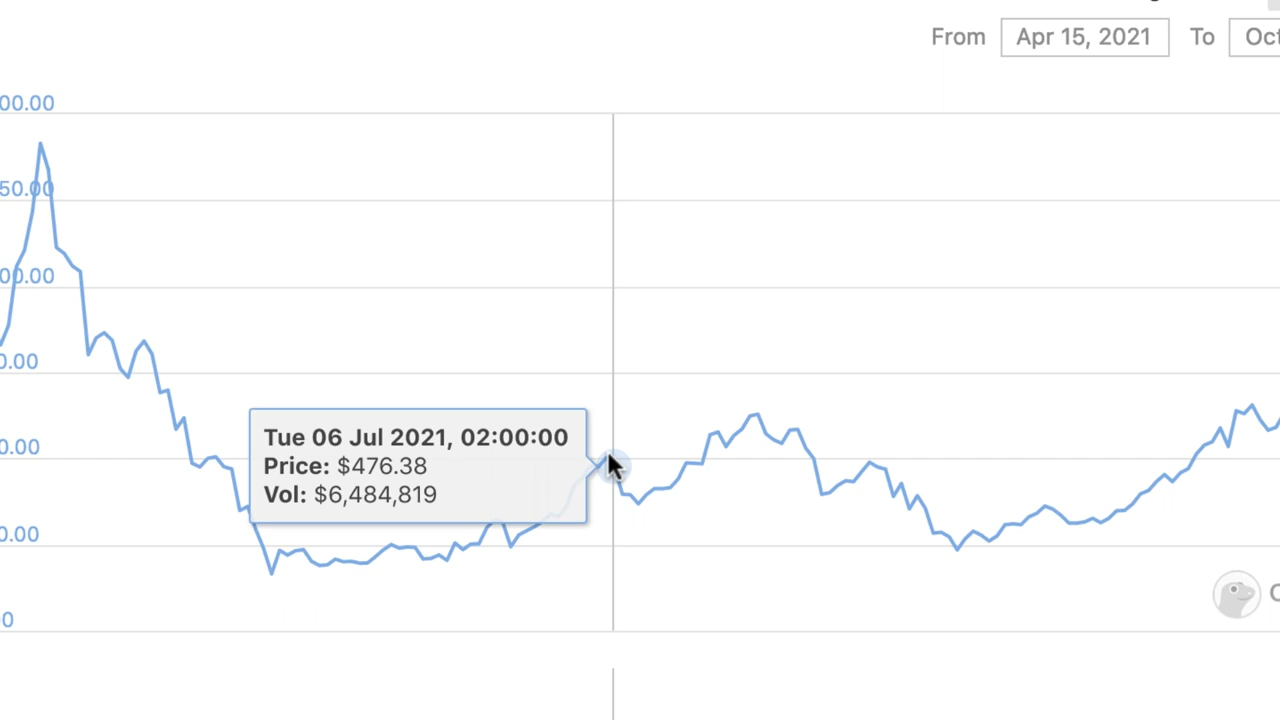 From Apr 15, 2021 To Oct
00.00
50.00
00.00
0.00
0.00
Tue 06 Jul 2021, 02:00:00
Price: $476.38
Vol: $6,484,819
0.00
0